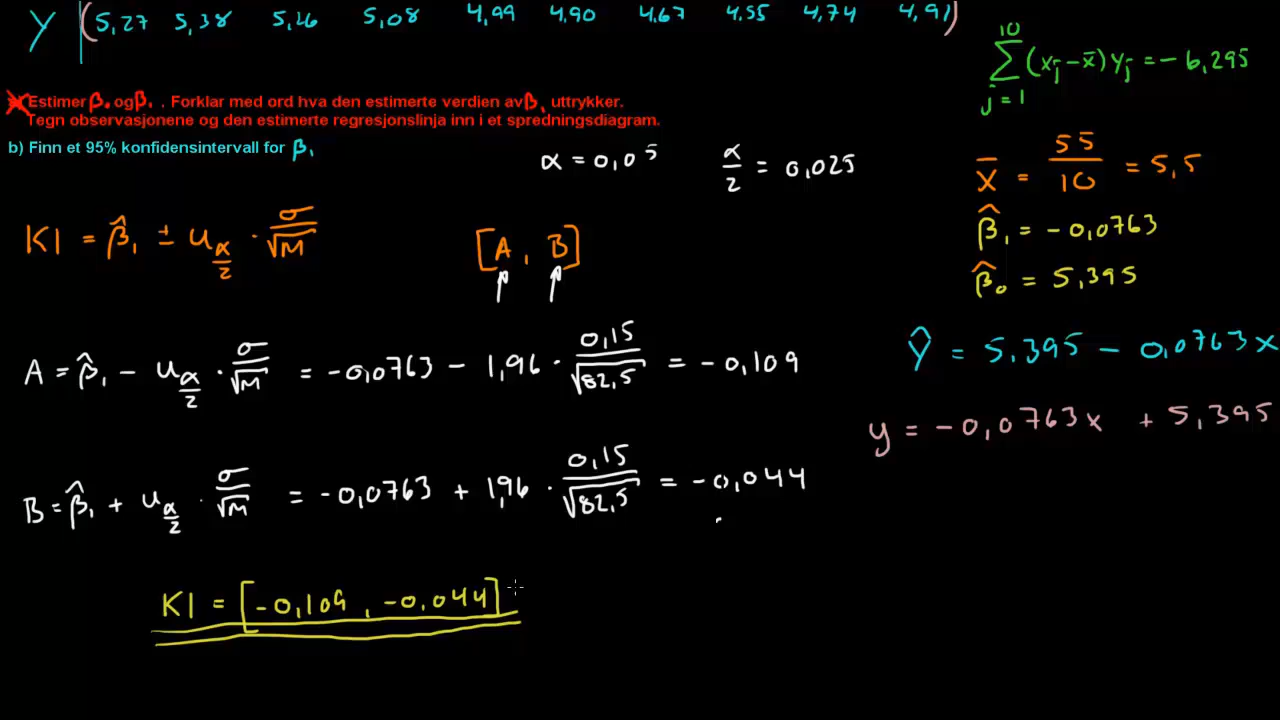 Y | (5,27 5,38 5,26 5,08 4,99 4,90 4,67 4,55 4,74 4,91)
Estimer β₀ og β₁ . Forklar med ord hva den estimerte verdien av β₁ uttrykker.
Tegn observasjonene og den estimerte regresjonslinja inn i et spredningsdiagram.
b) Finn et 95% konfidensintervall for β₁
α = 0,05
α/2 = 0,025
KI = β̂₁ ± u_{α/2} · σ/√M
[A, B]
A = β̂₁ − u_{α/2} · σ/√M = −0,0763 − 1,96 · 0,15/√82,5 = −0,109
B = β̂₁ + u_{α/2} · σ/√M = −0,0763 + 1,96 · 0,15/√82,5 = −0,044
KI = [−0,109 , −0,044]
∑_{j=1}^{10} (xⱼ − x̄) Yⱼ = −6,295
x̄ = 55/10 = 5,5
β̂₁ = −0,0763
β̂₀ = 5,395
Ŷ = 5,395 − 0,0763x
y = −0,0763x + 5,395